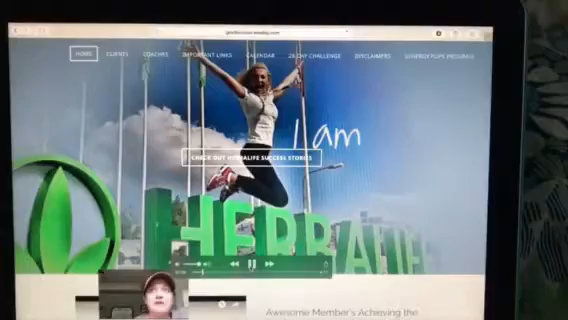 HOME CLIENTS COACHES IMPORTANT LINKS CALENDAR 28 DAY CHALLENGE DISCLAIMERS
I am
CHECK OUT HERBALIFE SUCCESS STORIES
HERBALIFE
Awesome Member's Achieving the